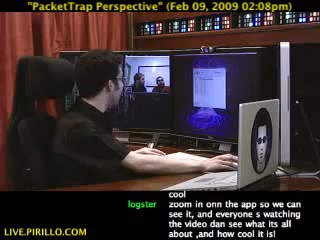 "PacketTrap Perspective" (Feb 09, 2009 02:08pm)
cool
logster zoom in onn the app so we can
see it, and everyone s watching
the video dan see what its all
about ,and how cool it is!
LIVE.PIRILLO.COM